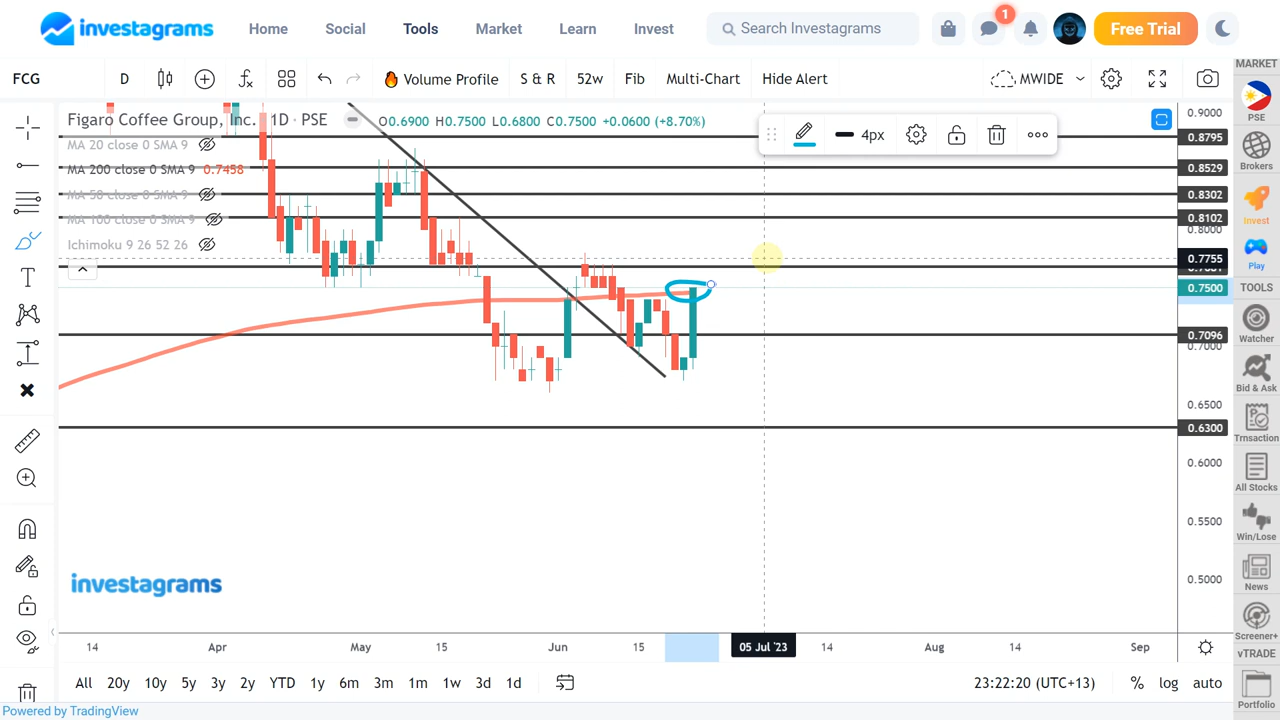 investagrams Home Social Tools Market Learn Invest Search Investagrams 1 Free Trial
FCG D Volume Profile S & R 52w Fib Multi-Chart Hide Alert MWIDE
Figaro Coffee Group, Inc. 1D PSE O0.6900 H0.7500 L0.6800 C0.7500 +0.0600 (+8.70%)
MA 20 close 0 SMA 9
MA 200 close 0 SMA 9 0.7458
MA 50 close 0 SMA 9
MA 100 close 0 SMA 9
Ichimoku 9 26 52 26
4px
0.9000
0.8795
0.8529
0.8302
0.8102
0.8000
0.7755
0.7500
0.7096
0.7000
0.6500
0.6300
0.6000
0.5500
0.5000
investagrams
14 Apr May 15 Jun 15 05 Jul '23 14 Aug 14 Sep
All 20y 10y 5y 3y 2y YTD 1y 6m 3m 1m 1w 3d 1d 23:22:20 (UTC+13) % log auto
Powered by TradingView
MARKET
PSE
Brokers
Invest
Play
TOOLS
Watcher
Bid & Ask
Trnsaction
All Stocks
Win/Lose
News
Screener+
vTRADE
Portfolio